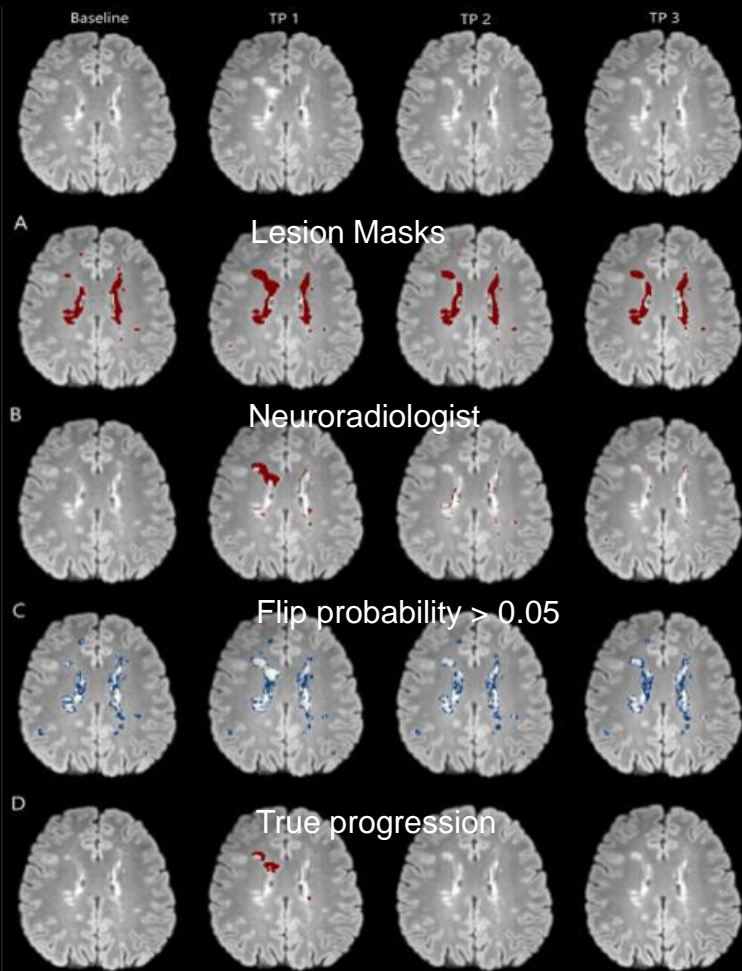 Baseline TP 1 TP 2 TP 3
A
Lesion Masks
B
Neuroradiologist
C
Flip probability > 0.05
D
True progression